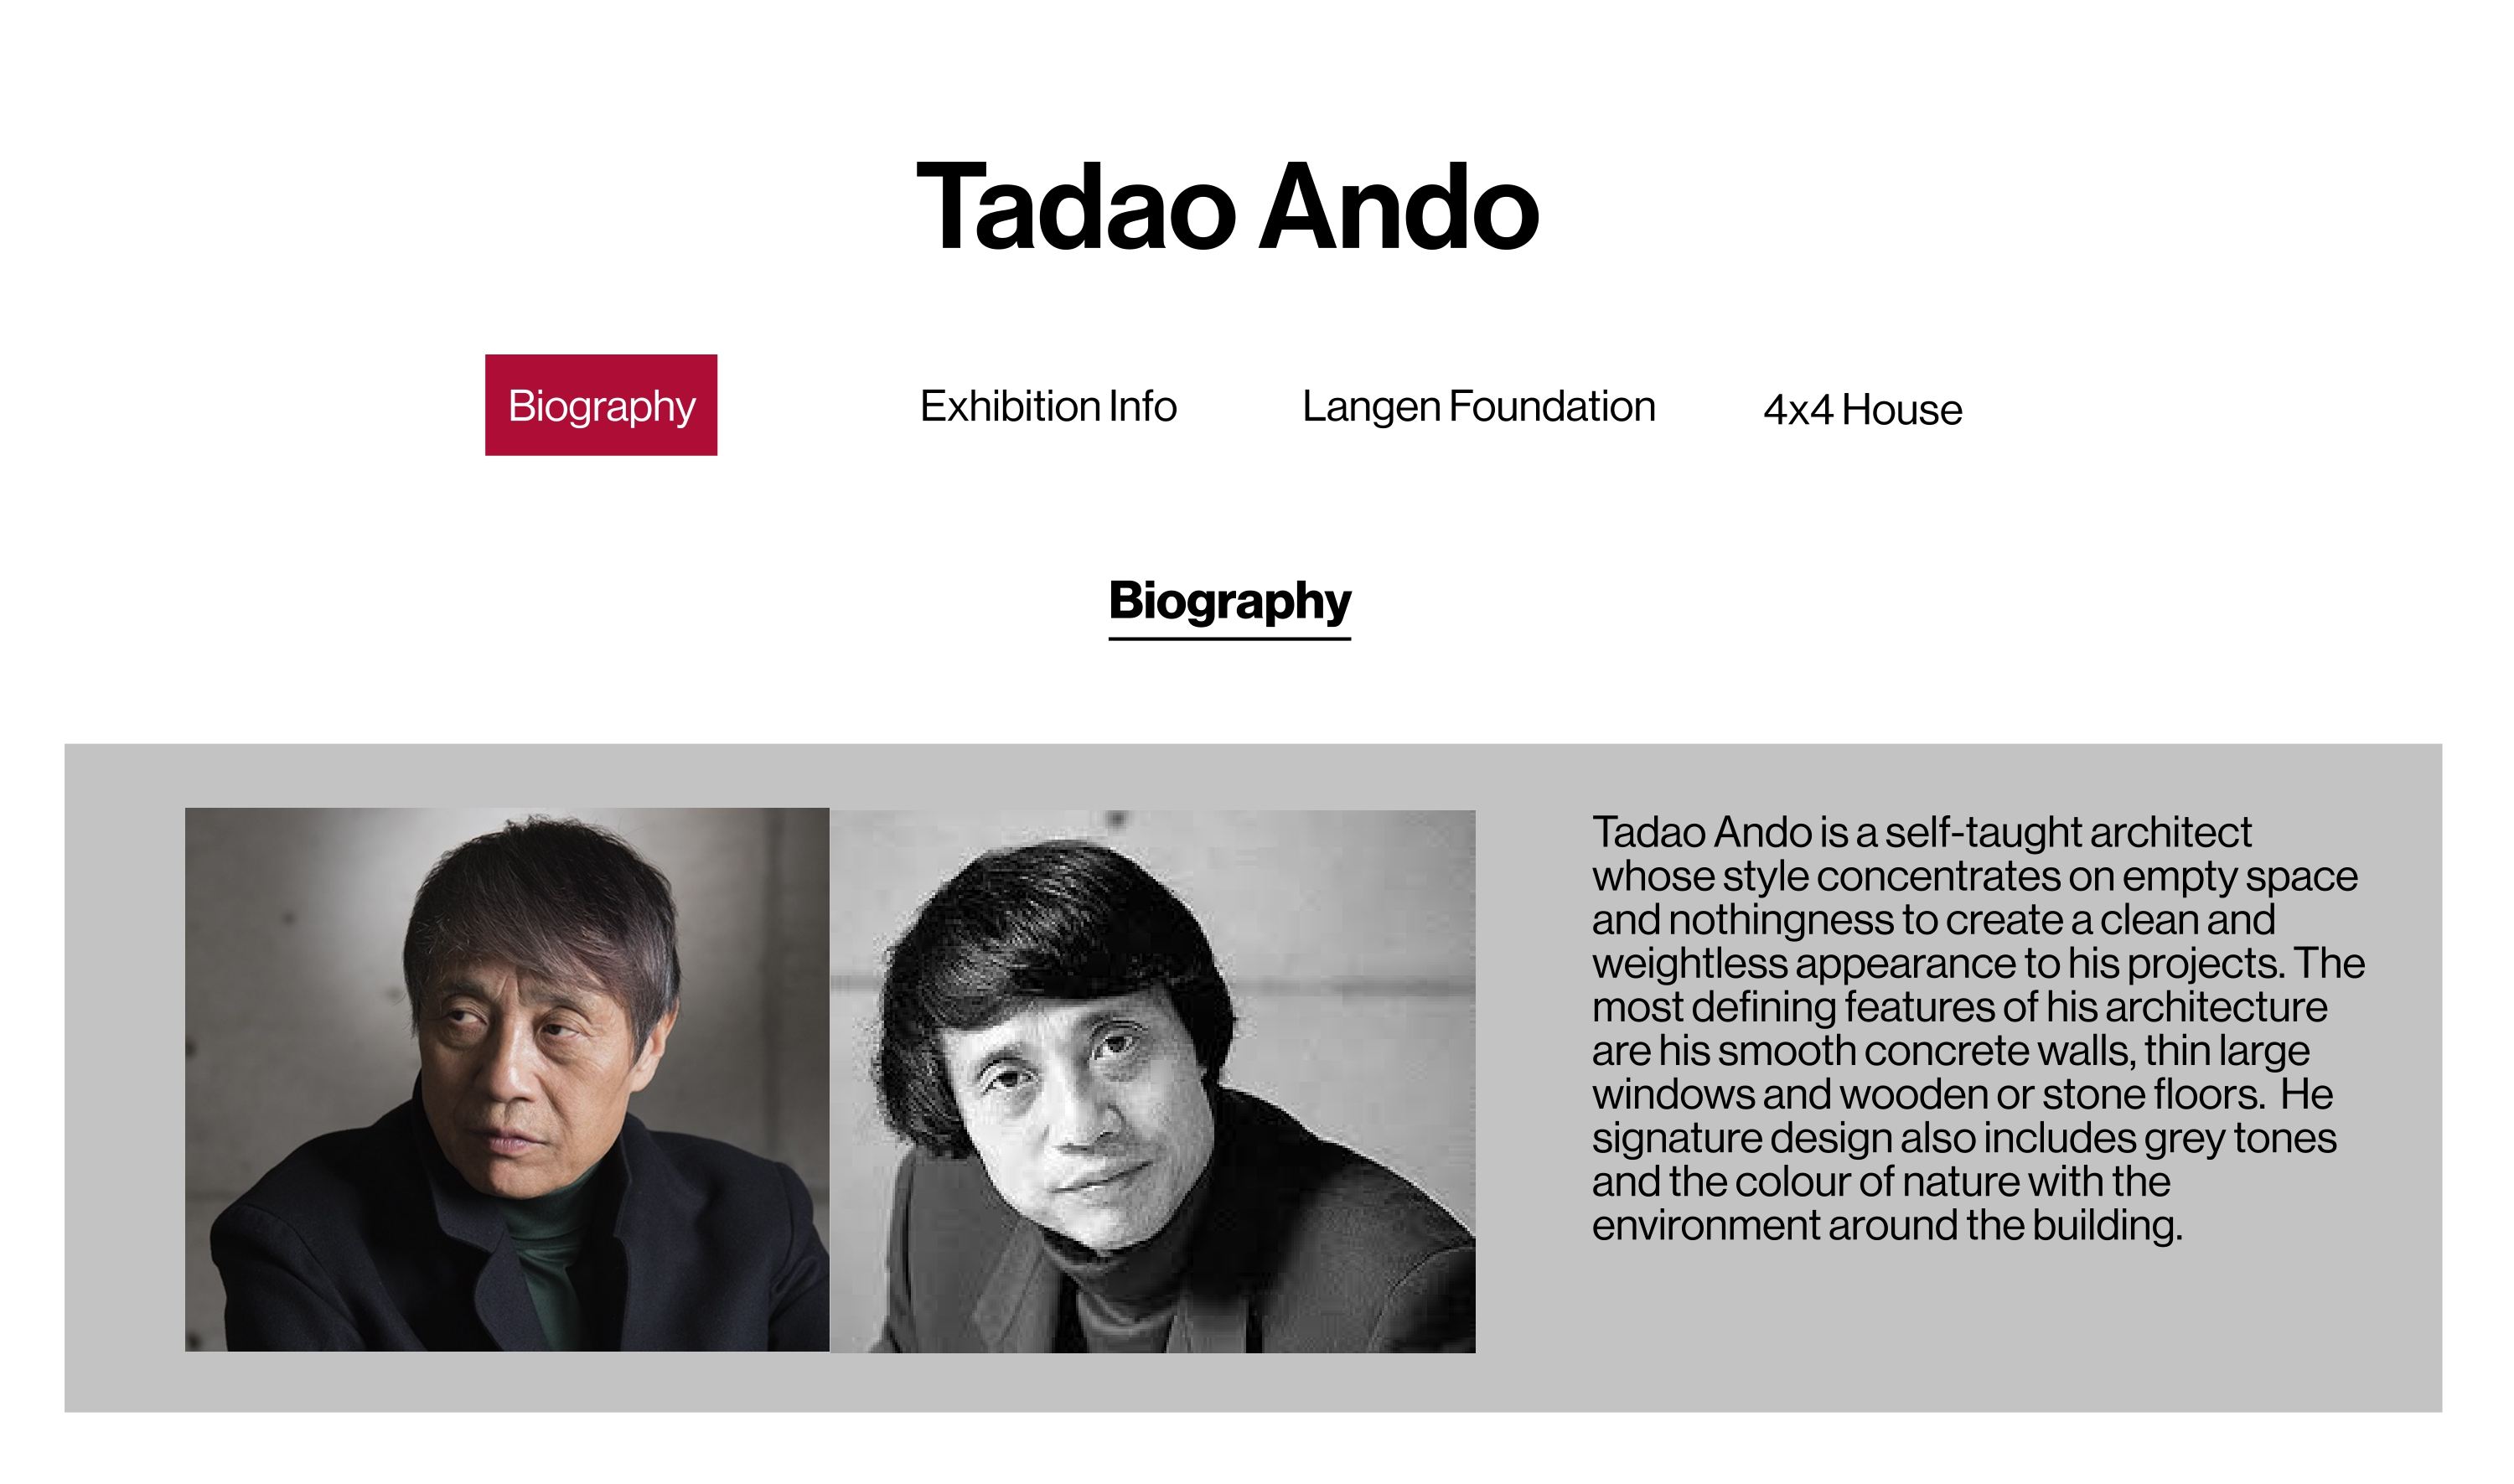 Tadao Ando
Biography
Exhibition Info
Langen Foundation
4x4 House
Biography
Tadao Ando is a self-taught architect
whose style concentrates on empty space
and nothingness to create a clean and
weightless appearance to his projects. The
most defining features of his architecture
are his smooth concrete walls, thin large
windows and wooden or stone floors.  He
signature design also includes grey tones
and the colour of nature with the
environment around the building.